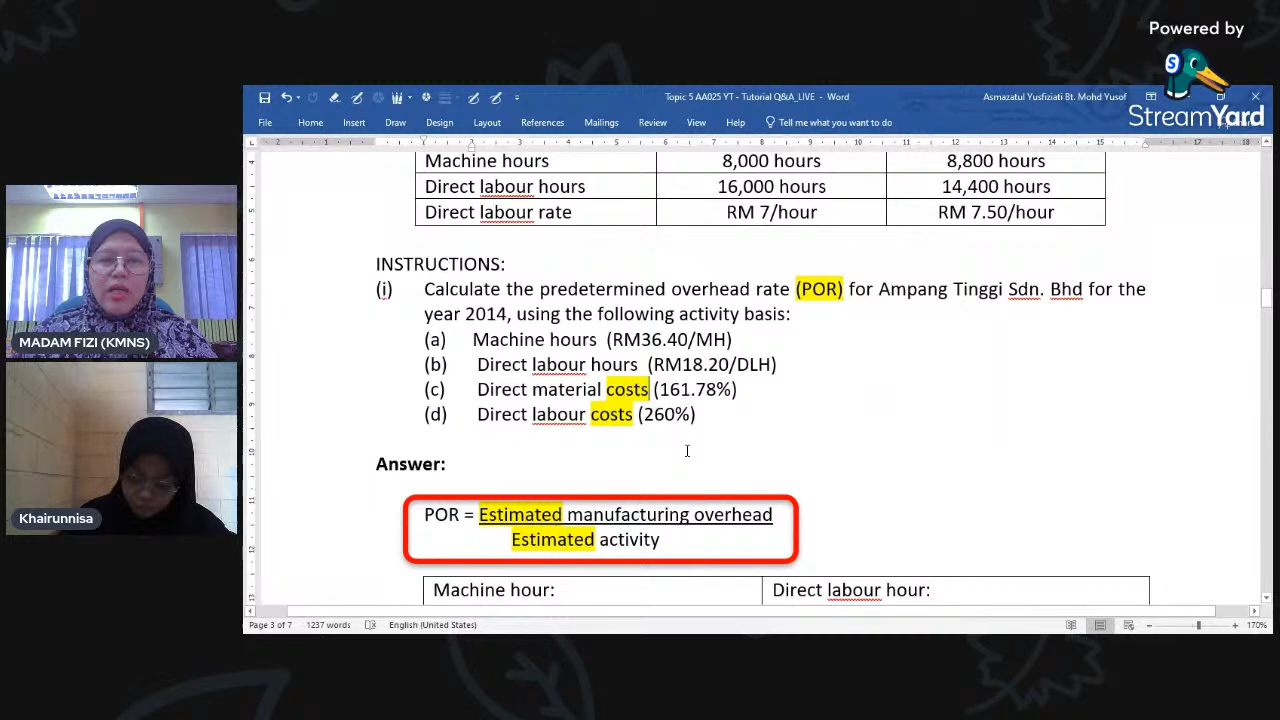 Powered by
StreamYard
Topic 5 AA025 YT - Tutorial Q&A_LIVE - Word
Asmazatul Yusfiziati Bt. Mohd Yusof
File Home Insert Draw Design Layout References Mailings Review View Help Tell me what you want to do
Machine hours 8,000 hours 8,800 hours
Direct labour hours 16,000 hours 14,400 hours
Direct labour rate RM 7/hour RM 7.50/hour
INSTRUCTIONS:
(i) Calculate the predetermined overhead rate (POR) for Ampang Tinggi Sdn. Bhd for the
year 2014, using the following activity basis:
(a) Machine hours (RM36.40/MH)
(b) Direct labour hours (RM18.20/DLH)
(c) Direct material costs (161.78%)
(d) Direct labour costs (260%)
Answer:
POR = Estimated manufacturing overhead
Estimated activity
Machine hour: Direct labour hour:
Page 3 of 7 1237 words English (United States) 170%
MADAM FIZI (KMNS)
Khairunnisa